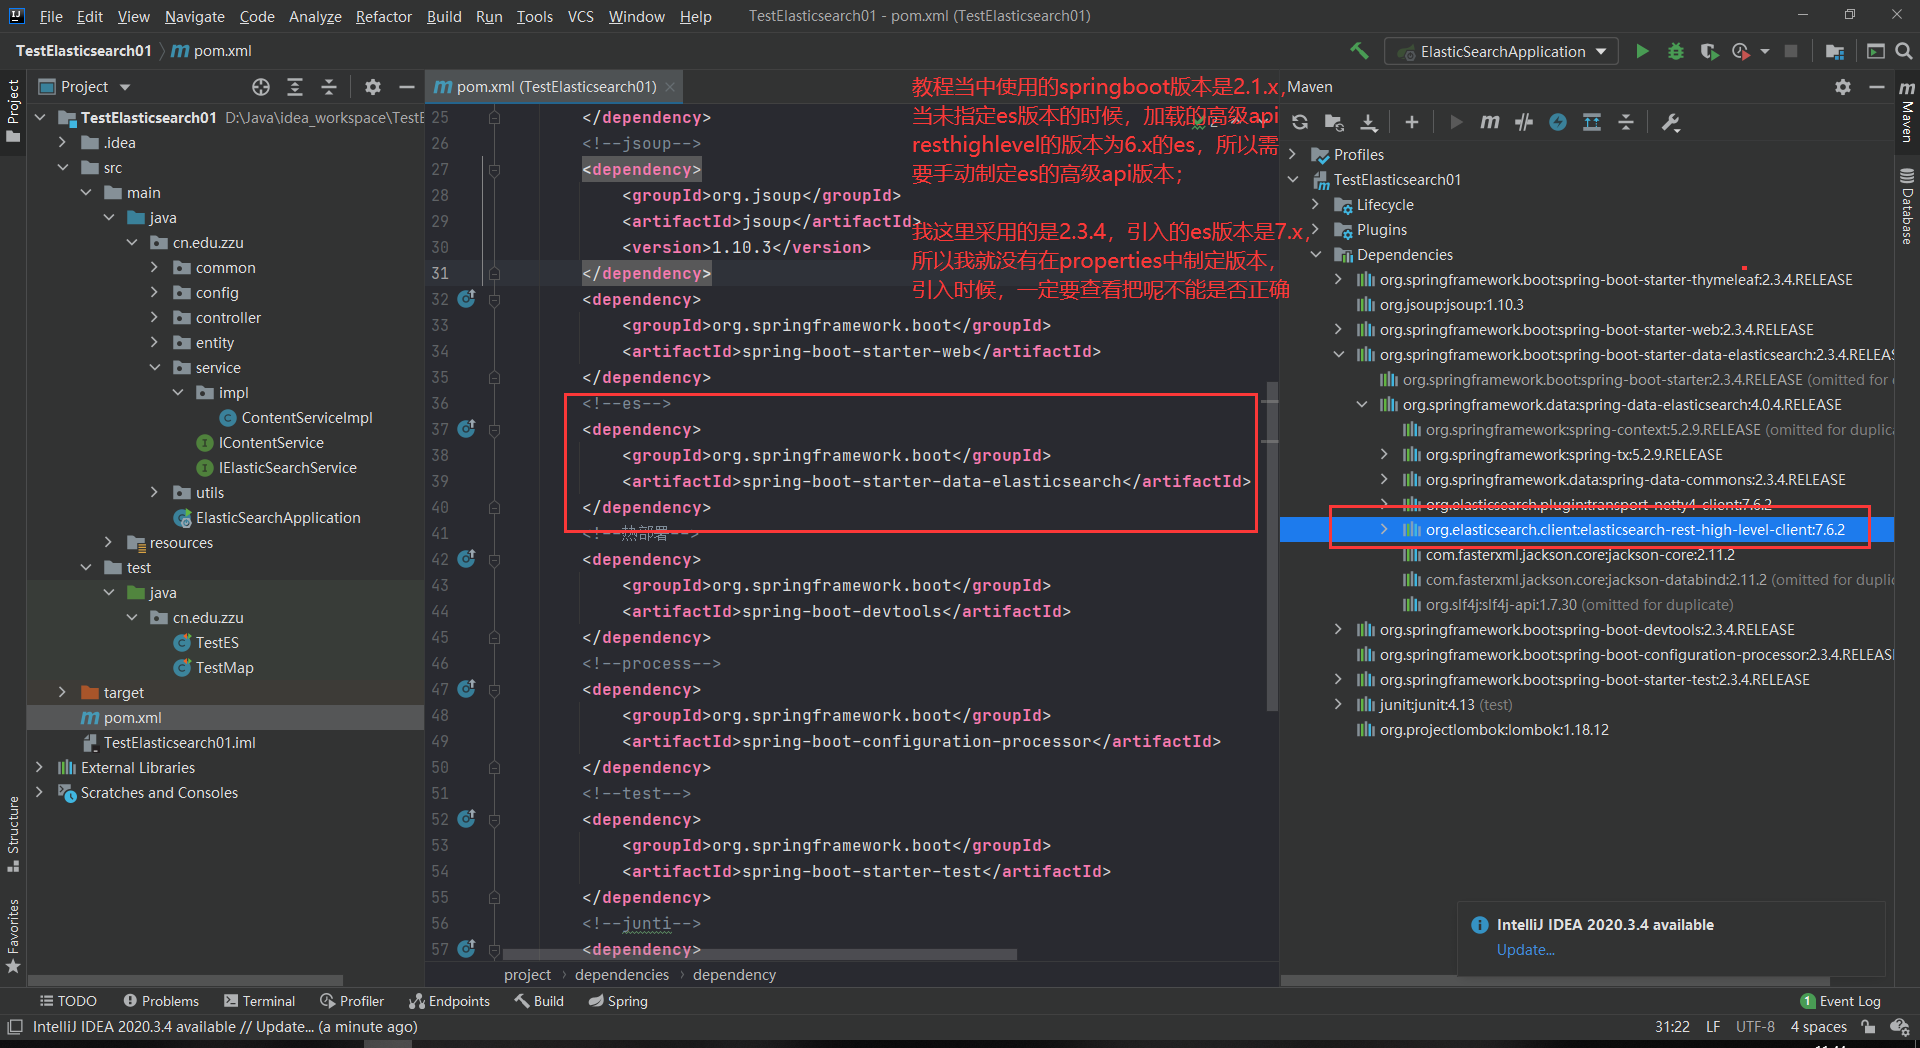 File Edit View Navigate Code Analyze Refactor Build Run Tools VCS Window Help TestElasticsearch01 - pom.xml (TestElasticsearch01)
TestElasticsearch01 pom.xml
ElasticSearchApplication
Project
TestElasticsearch01 D:\Java\idea_workspace\TestE
.idea
src
main
java
cn.edu.zzu
common
config
controller
entity
service
impl
ContentServiceImpl
IContentService
IElasticSearchService
utils
ElasticSearchApplication
resources
test
java
cn.edu.zzu
TestES
TestMap
target
pom.xml
TestElasticsearch01.iml
External Libraries
Scratches and Consoles
Project
Structure
Favorites
pom.xml (TestElasticsearch01)
25 </dependency>
26 <!--jsoup-->
27 <dependency>
28 <groupId>org.jsoup</groupId>
29 <artifactId>jsoup</artifactId>
30 <version>1.10.3</version>
31 </dependency>
32 <dependency>
33 <groupId>org.springframework.boot</groupId>
34 <artifactId>spring-boot-starter-web</artifactId>
35 </dependency>
36 <!--es-->
37 <dependency>
38 <groupId>org.springframework.boot</groupId>
39 <artifactId>spring-boot-starter-data-elasticsearch</artifactId>
40 </dependency>
41 <!--热部署-->
42 <dependency>
43 <groupId>org.springframework.boot</groupId>
44 <artifactId>spring-boot-devtools</artifactId>
45 </dependency>
46 <!--process-->
47 <dependency>
48 <groupId>org.springframework.boot</groupId>
49 <artifactId>spring-boot-configuration-processor</artifactId>
50 </dependency>
51 <!--test-->
52 <dependency>
53 <groupId>org.springframework.boot</groupId>
54 <artifactId>spring-boot-starter-test</artifactId>
55 </dependency>
56 <!--junti-->
57 <dependency>
project dependencies dependency
教程当中使用的springboot版本是2.1.x,
当未指定es版本的时候，加载的高级api
resthighlevel的版本为6.x的es，所以需
要手动制定es的高级api版本；
我这里采用的是2.3.4，引入的es版本是7.x,
所以我就没有在properties中制定版本，
引入时候，一定要查看把呢不能是否正确
Maven
Profiles
TestElasticsearch01
Lifecycle
Plugins
Dependencies
org.springframework.boot:spring-boot-starter-thymeleaf:2.3.4.RELEASE
org.jsoup:jsoup:1.10.3
org.springframework.boot:spring-boot-starter-web:2.3.4.RELEASE
org.springframework.boot:spring-boot-starter-data-elasticsearch:2.3.4.RELEAS
org.springframework.boot:spring-boot-starter:2.3.4.RELEASE (omitted for
org.springframework.data:spring-data-elasticsearch:4.0.4.RELEASE
org.springframework:spring-context:5.2.9.RELEASE (omitted for duplica
org.springframework:spring-tx:5.2.9.RELEASE
org.springframework.data:spring-data-commons:2.3.4.RELEASE
org.elasticsearch.plugin:transport-netty4-client:7.6.2
org.elasticsearch.client:elasticsearch-rest-high-level-client:7.6.2
com.fasterxml.jackson.core:jackson-core:2.11.2
com.fasterxml.jackson.core:jackson-databind:2.11.2 (omitted for duplic
org.slf4j:slf4j-api:1.7.30 (omitted for duplicate)
org.springframework.boot:spring-boot-devtools:2.3.4.RELEASE
org.springframework.boot:spring-boot-configuration-processor:2.3.4.RELEAS
org.springframework.boot:spring-boot-starter-test:2.3.4.RELEASE
junit:junit:4.13 (test)
org.projectlombok:lombok:1.18.12
Maven
Database
IntelliJ IDEA 2020.3.4 available
Update...
TODO Problems Terminal Profiler Endpoints Build Spring 1 Event Log
IntelliJ IDEA 2020.3.4 available // Update... (a minute ago) 31:22 LF UTF-8 4 spaces